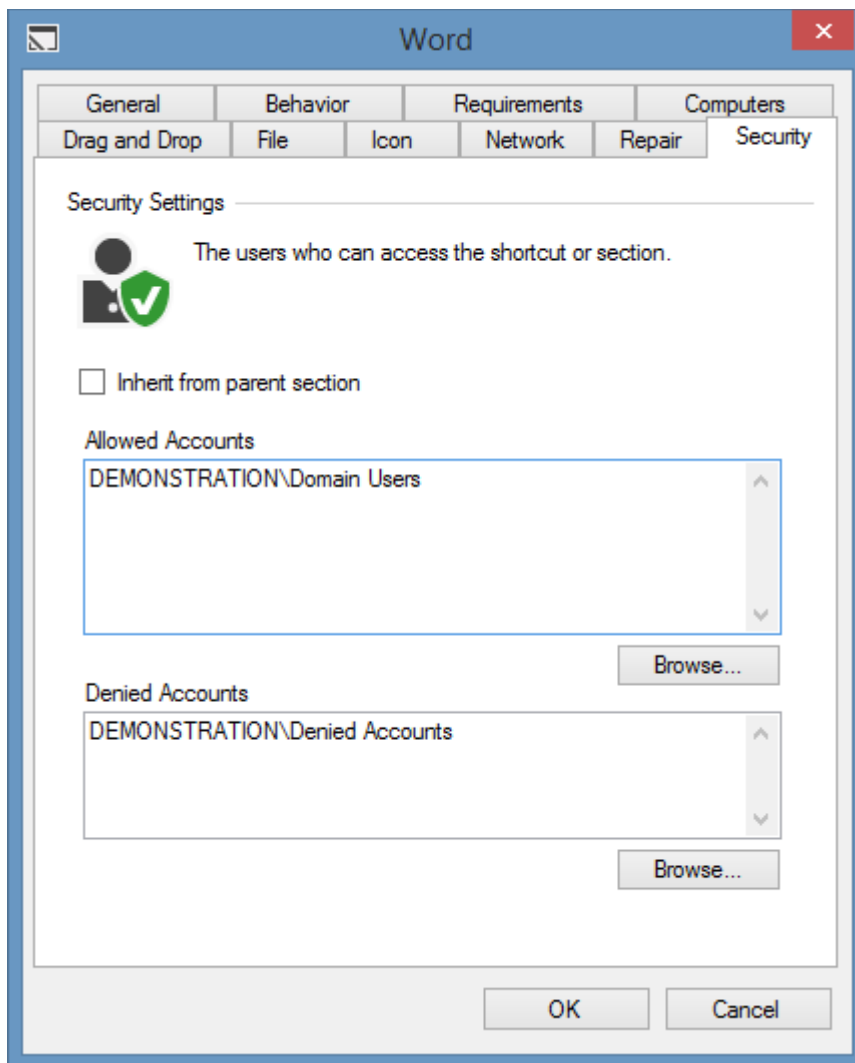 Word
General Behavior Requirements Computers
Drag and Drop File Icon Network Repair Security
Security Settings
The users who can access the shortcut or section.
Inherit from parent section
Allowed Accounts
DEMONSTRATION\Domain Users
Browse...
Denied Accounts
DEMONSTRATION\Denied Accounts
Browse...
OK Cancel